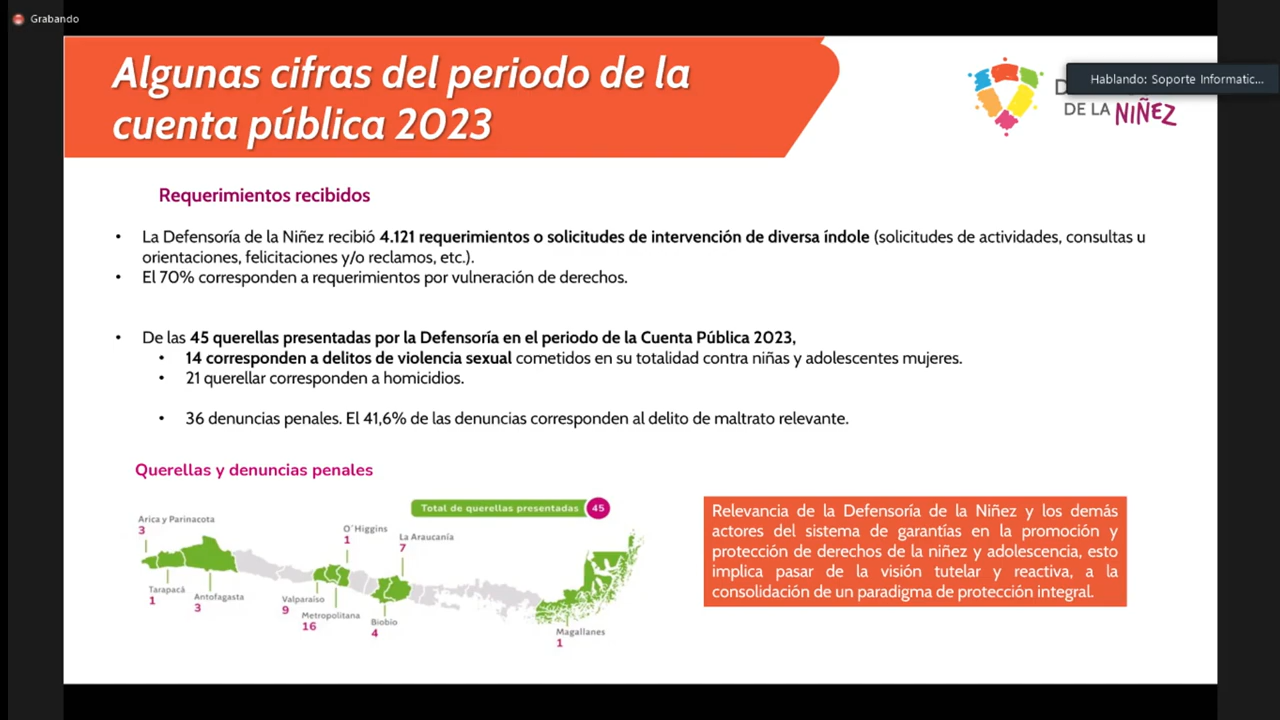 Grabando
Algunas cifras del periodo de la
cuenta pública 2023
Hablando: Soporte Informatic...
D
DE LA NIÑEZ
Requerimientos recibidos
• La Defensoría de la Niñez recibió 4.121 requerimientos o solicitudes de intervención de diversa índole (solicitudes de actividades, consultas u
orientaciones, felicitaciones y/o reclamos, etc.).
• El 70% corresponden a requerimientos por vulneración de derechos.
• De las 45 querellas presentadas por la Defensoría en el periodo de la Cuenta Pública 2023,
• 14 corresponden a delitos de violencia sexual cometidos en su totalidad contra niñas y adolescentes mujeres.
• 21 querellar corresponden a homicidios.
• 36 denuncias penales. El 41,6% de las denuncias corresponden al delito de maltrato relevante.
Querellas y denuncias penales
Total de querellas presentadas 45
Arica y Parinacota
3
O´Higgins
1
La Araucanía
7
Tarapacá
1
Antofagasta
3
Valparaíso
9
Metropolitana
16
Biobío
4
Magallanes
1
Relevancia de la Defensoría de la Niñez y los demás
actores del sistema de garantías en la promoción y
protección de derechos de la niñez y adolescencia, esto
implica pasar de la visión tutelar y reactiva, a la
consolidación de un paradigma de protección integral.